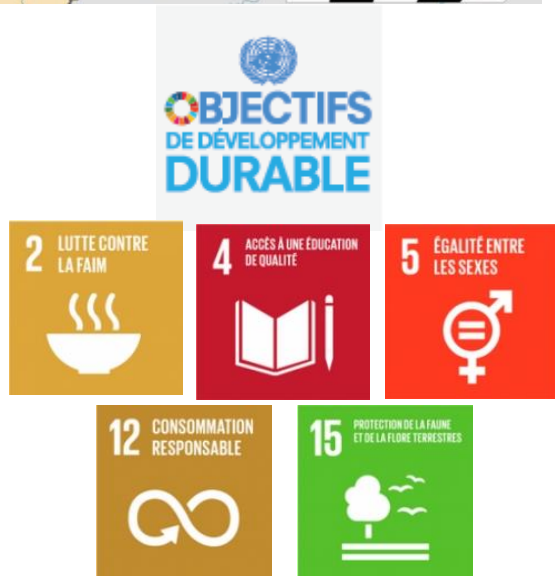 OBJECTIFS
DE DÉVELOPPEMENT
DURABLE
2 LUTTE CONTRE
LA FAIM
4 ACCÈS À UNE ÉDUCATION
DE QUALITÉ
5 ÉGALITÉ ENTRE
LES SEXES
12 CONSOMMATION
RESPONSABLE
15 PROTECTION DE LA FAUNE
ET DE LA FLORE TERRESTRES